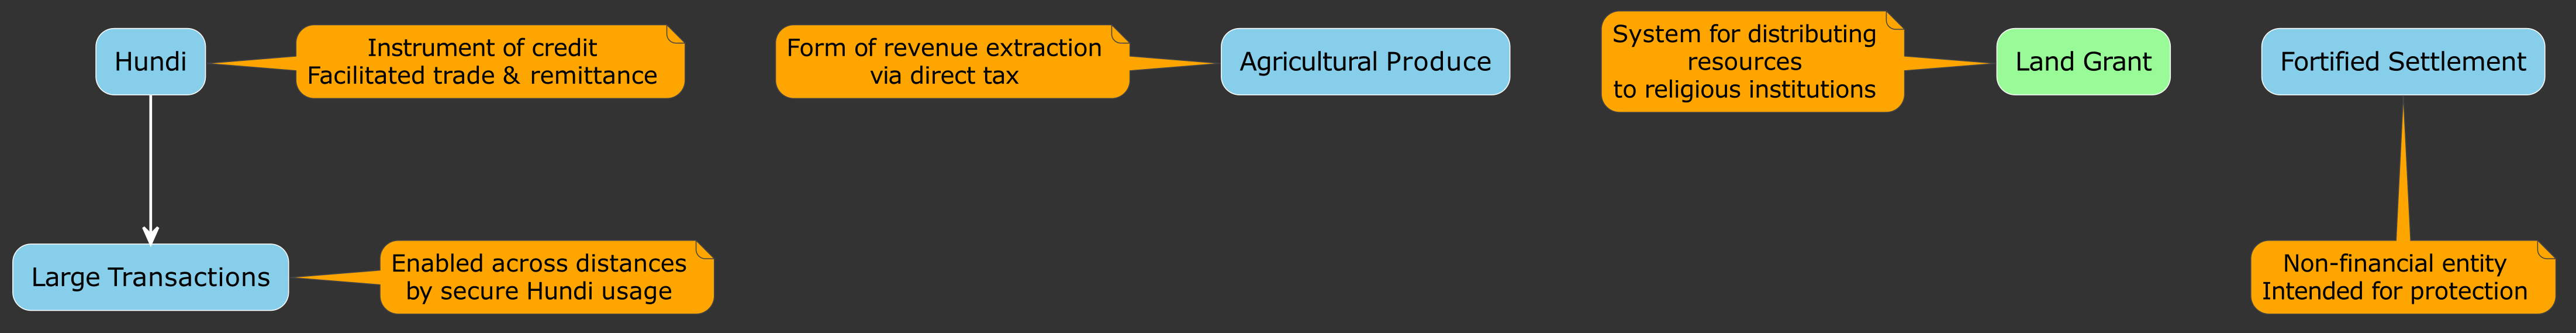 Hundi
Instrument of credit
Facilitated trade & remittance
Form of revenue extraction
via direct tax
Agricultural Produce
System for distributing
resources
to religious institutions
Land Grant
Fortified Settlement
Large Transactions
Enabled across distances
by secure Hundi usage
Non-financial entity
Intended for protection